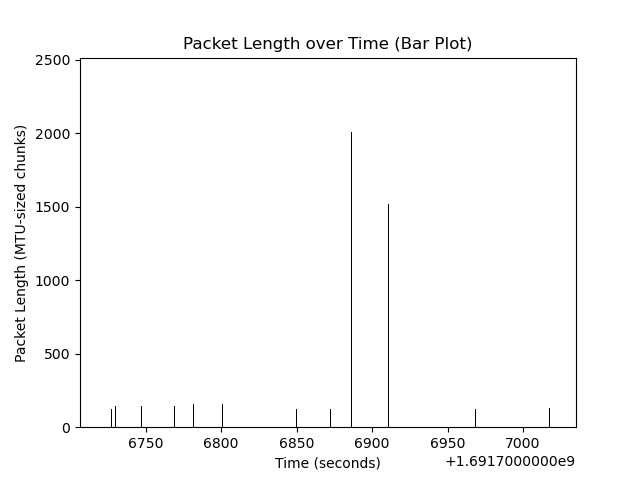 Packet Length over Time (Bar Plot)
2500
2000
1500
1000
500
0
Packet Length (MTU-sized chunks)
6750 6800 6850 6900 6950 7000
+1.6917000000e9
Time (seconds)